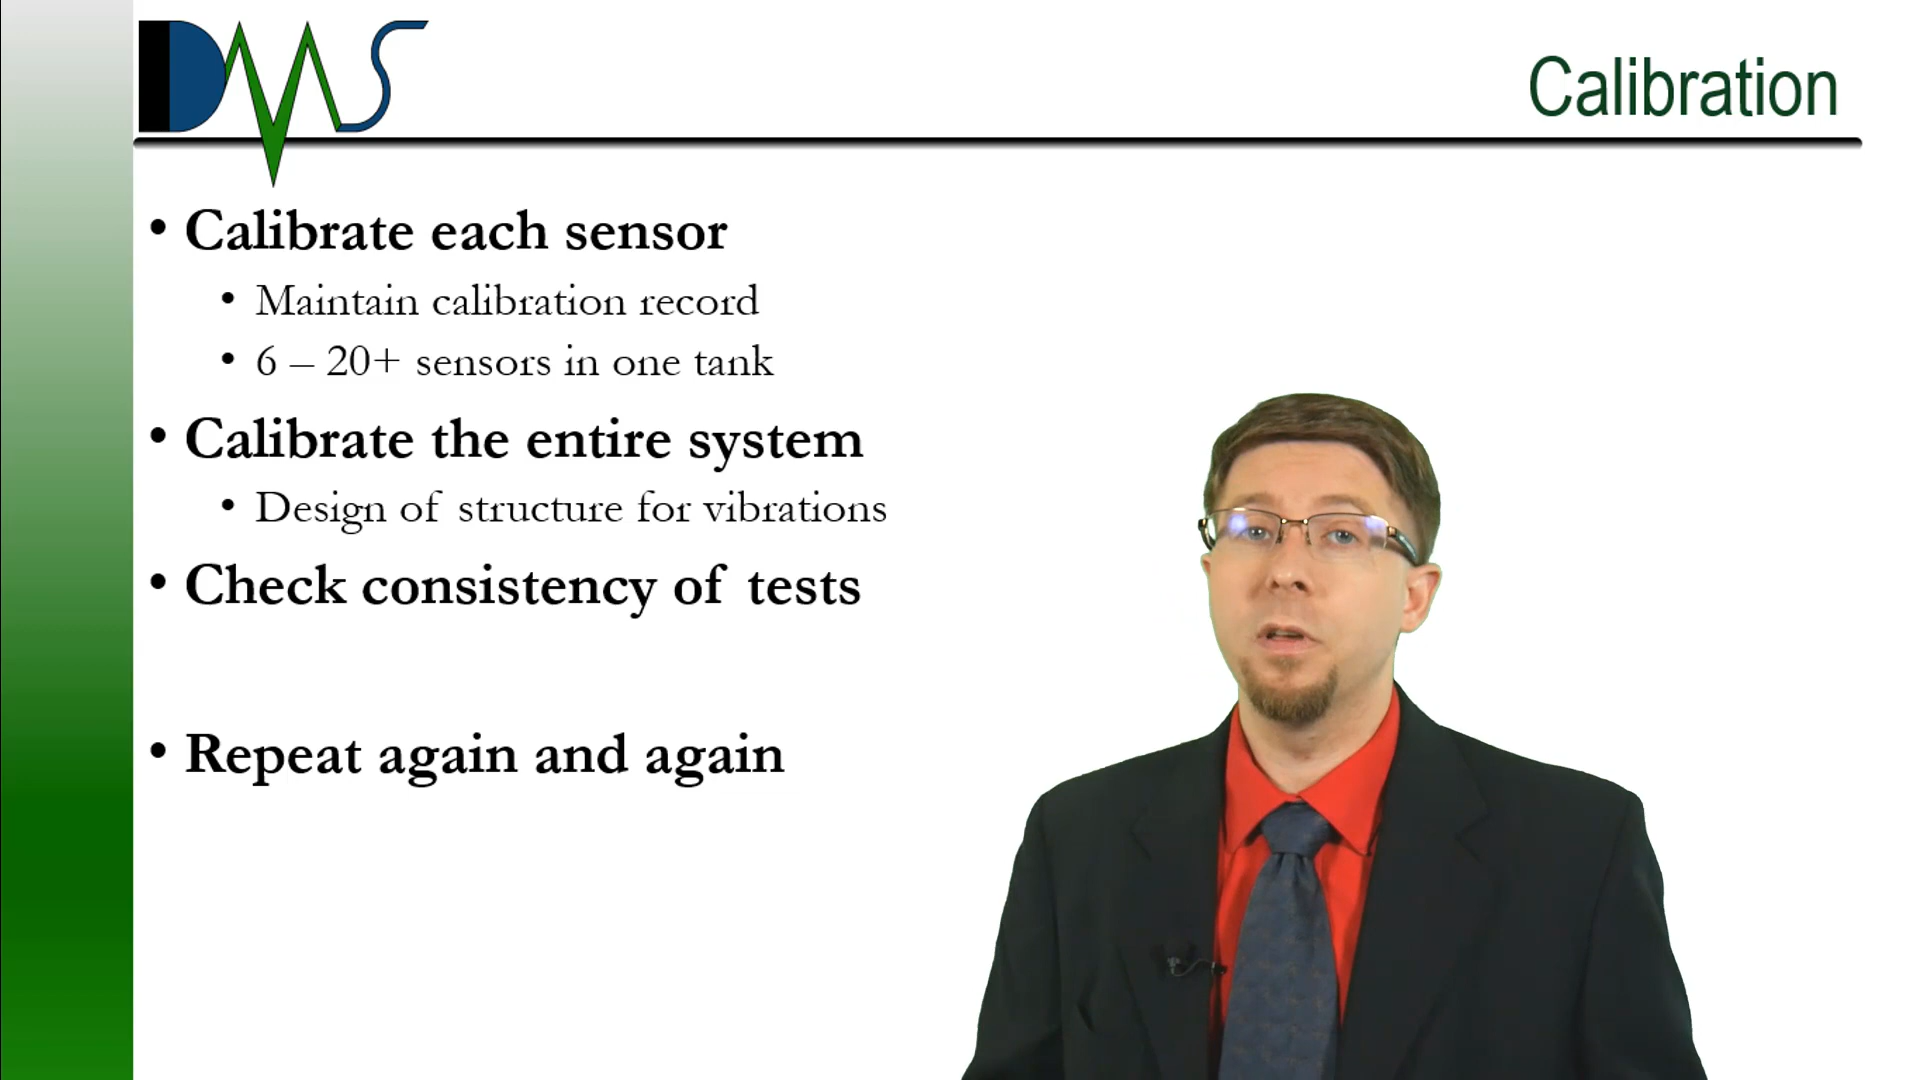 DMS
Calibration
• Calibrate each sensor
• Maintain calibration record
• 6 – 20+ sensors in one tank
• Calibrate the entire system
• Design of structure for vibrations
• Check consistency of tests
• Repeat again and again